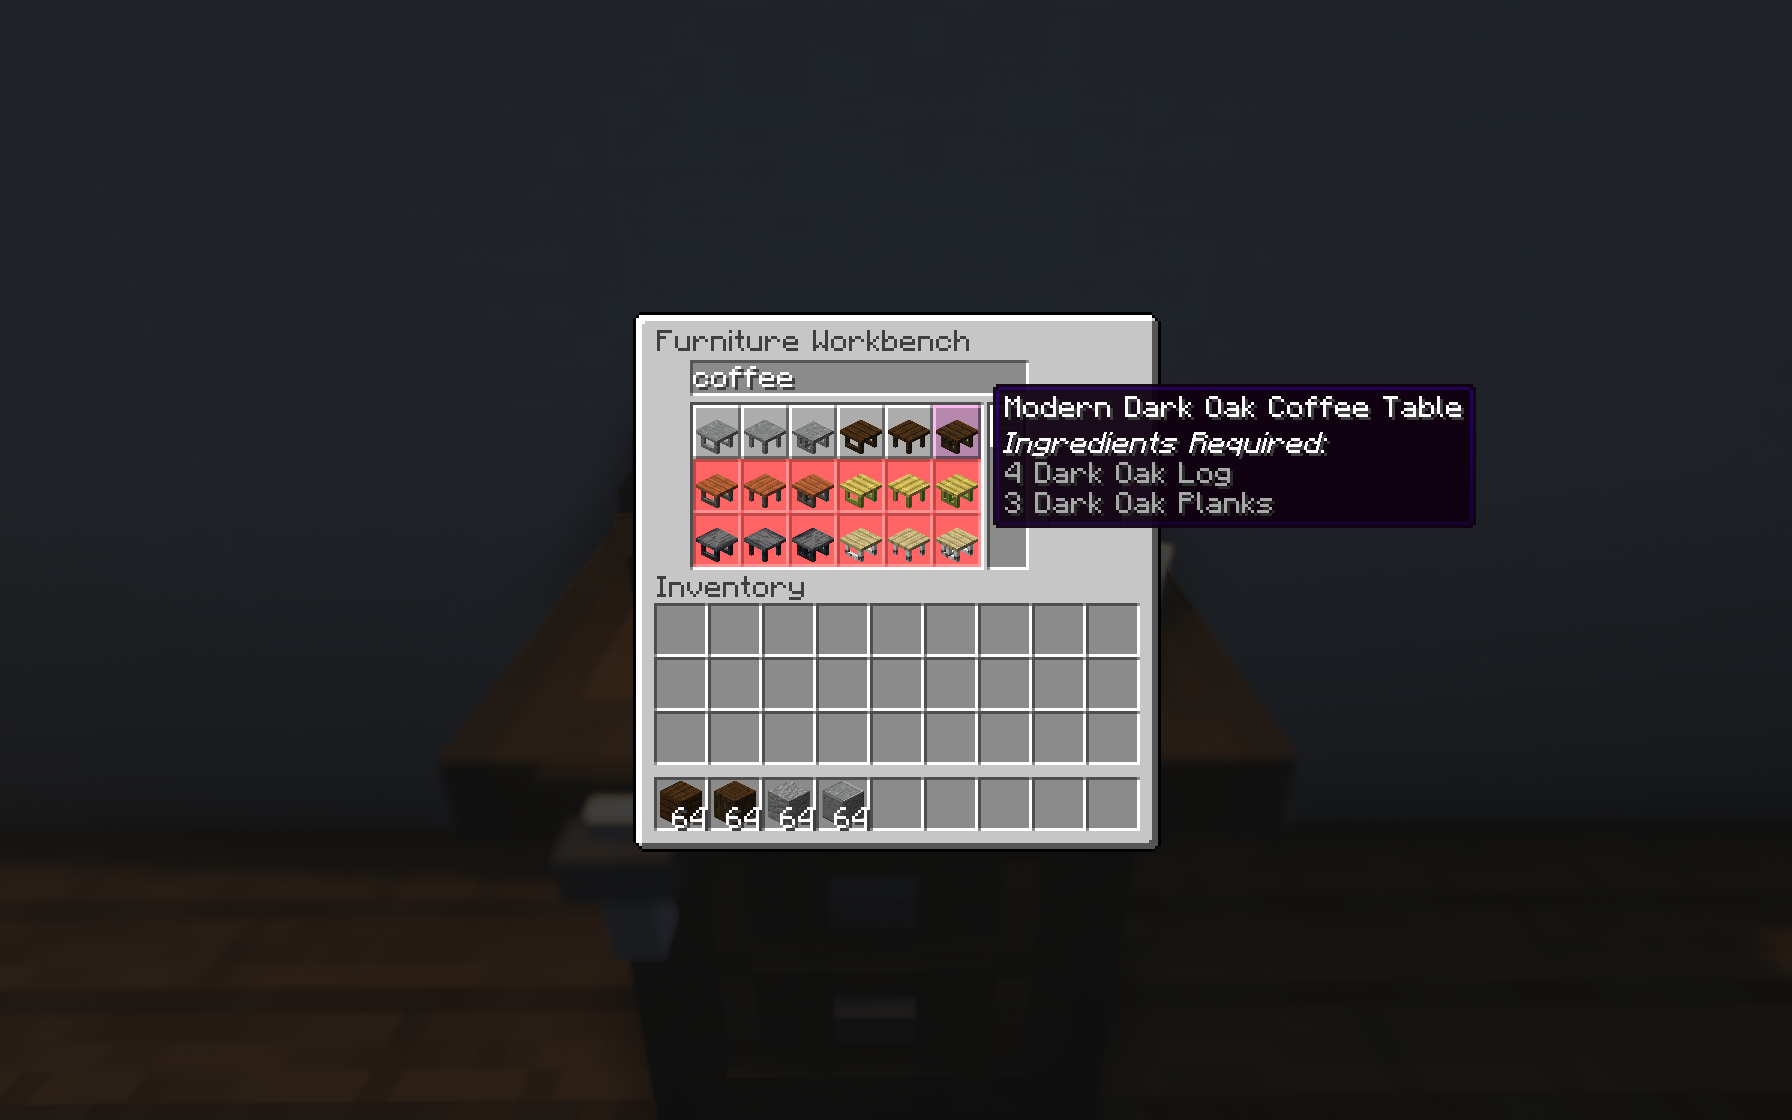 Furniture Workbench
coffee
Modern Dark Oak Coffee Table
Ingredients Required:
4 Dark Oak Log
3 Dark Oak Planks
Inventory
64 64 64 64